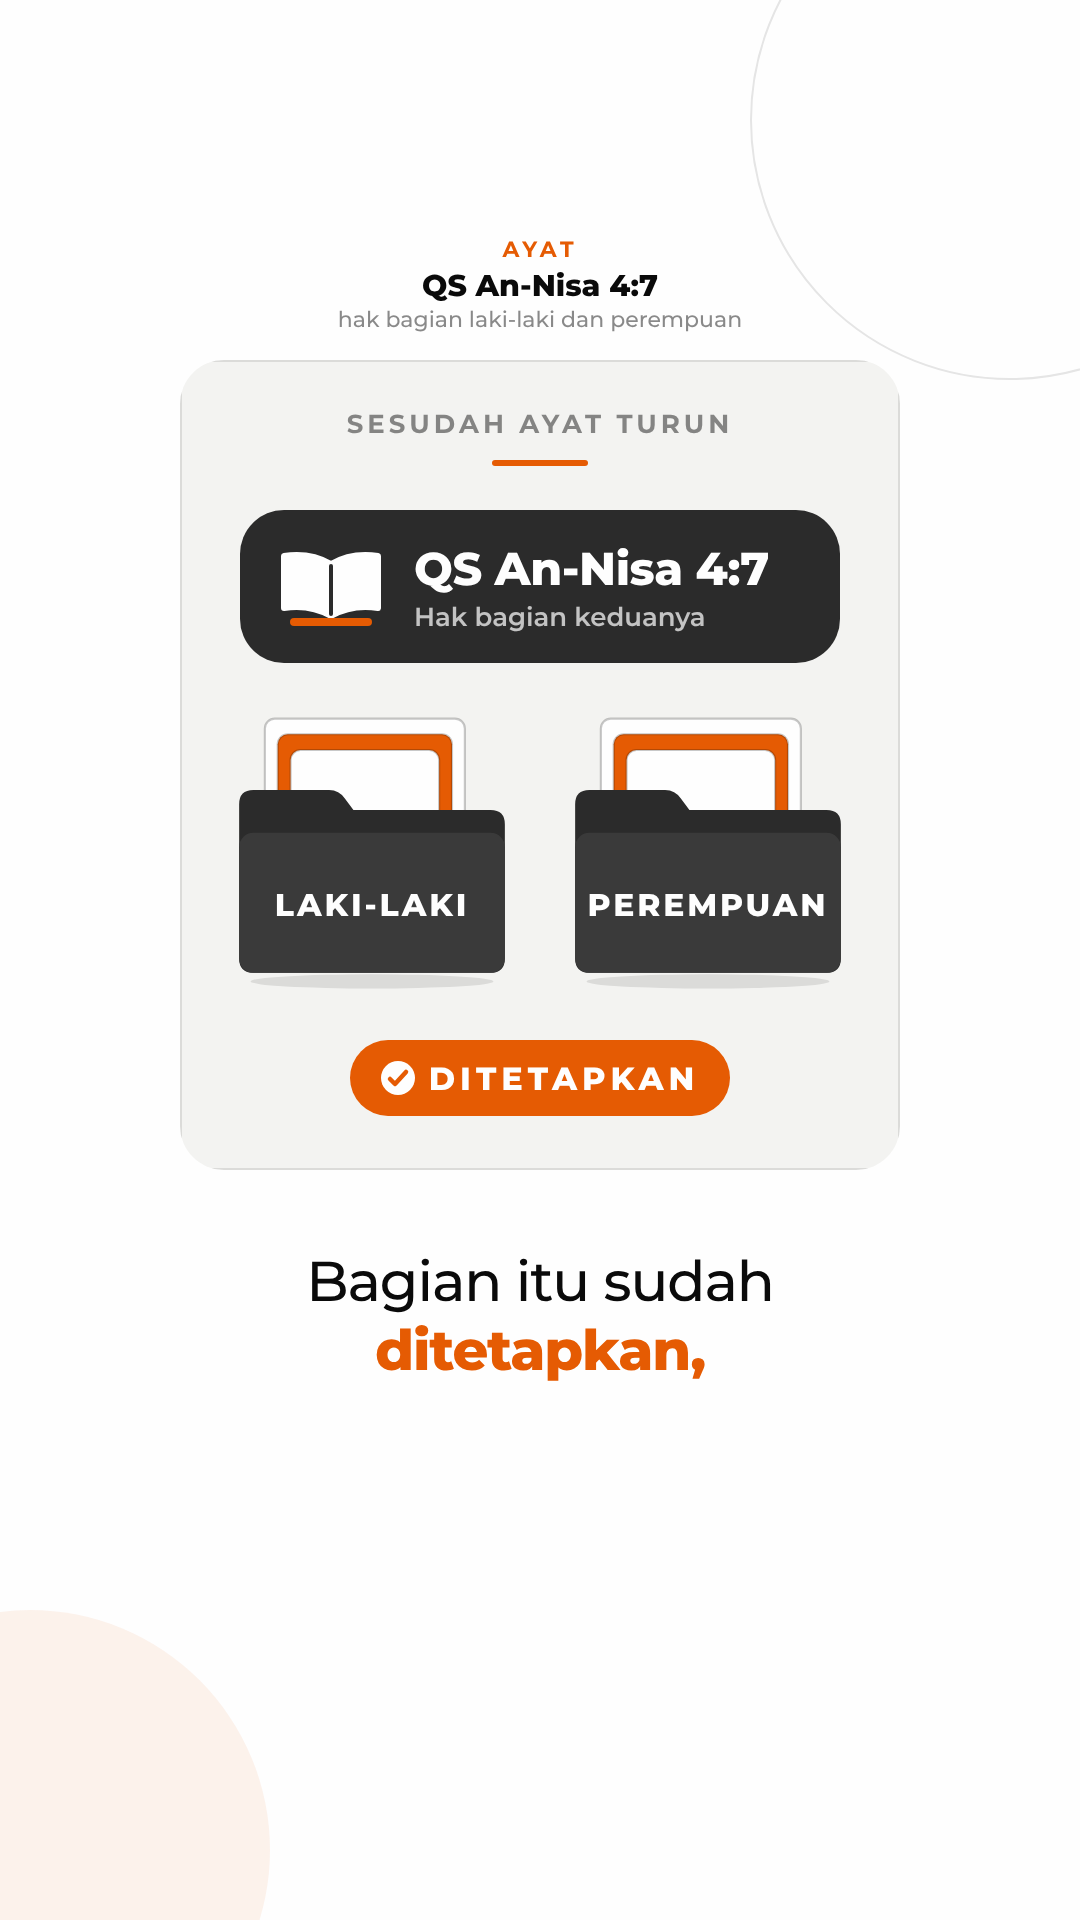 AYAT
QS An-Nisa 4:7
hak bagian laki-laki dan perempuan
SESUDAH AYAT TURUN
QS An-Nisa 4:7
Hak bagian keduanya
LAKI-LAKI
PEREMPUAN
DITETAPKAN
Bagian itu sudah
ditetapkan,